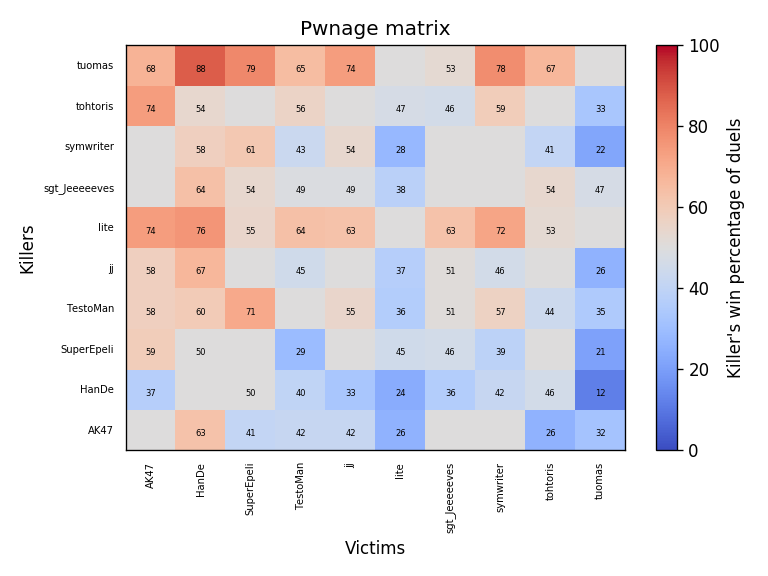 Pwnage matrix
Killers
tuomas 68 88 79 65 74 53 78 67
tohtoris 74 54 56 47 46 59 33
symwriter 58 61 43 54 28 41 22
sgt_Jeeeeeves 64 54 49 49 38 54 47
lite 74 76 55 64 63 63 72 53
jj 58 67 45 37 51 46 26
TestoMan 58 60 71 55 36 51 57 44 35
SuperEpeli 59 50 29 45 46 39 21
HanDe 37 50 40 33 24 36 42 46 12
AK47 63 41 42 42 26 26 32
AK47 HanDe SuperEpeli TestoMan jj lite sgt_Jeeeeeves symwriter tohtoris tuomas
Victims
100
80
60
40
20
0
Killer's win percentage of duels